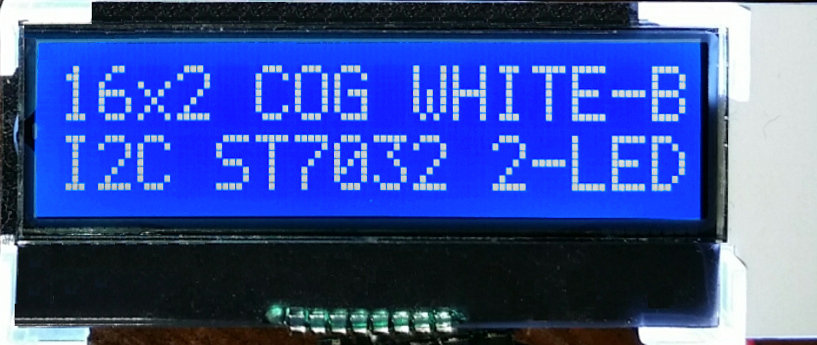 16x2 COG WHITE-B
I2C ST7032 2-LED